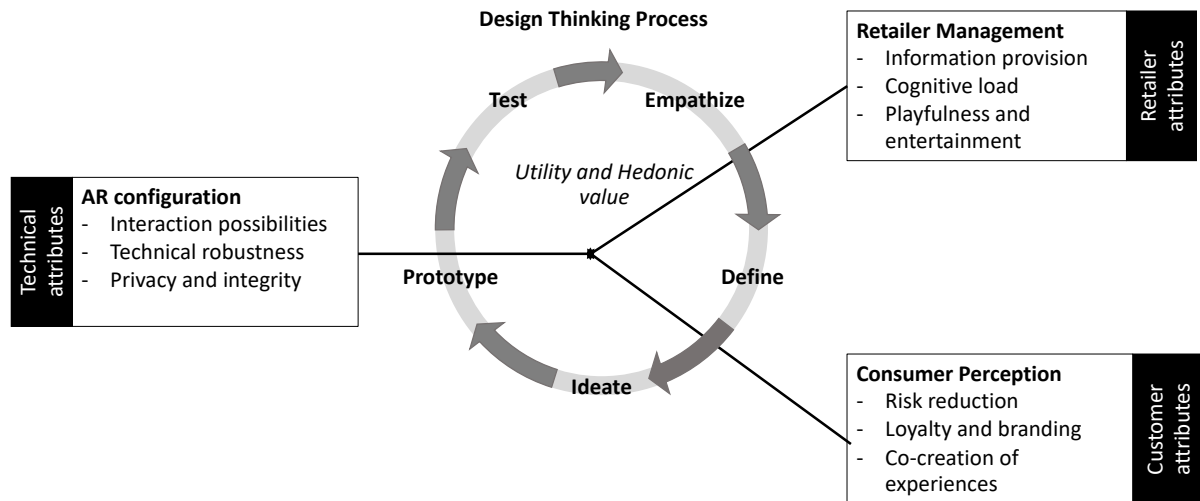 Design Thinking Process
Test
Empathize
Define
Ideate
Prototype
Utility and Hedonic
value
Technical
attributes
AR configuration
- Interaction possibilities
- Technical robustness
- Privacy and integrity
Retailer Management
- Information provision
- Cognitive load
- Playfulness and
entertainment
Retailer
attributes
Consumer Perception
- Risk reduction
- Loyalty and branding
- Co-creation of
experiences
Customer
attributes